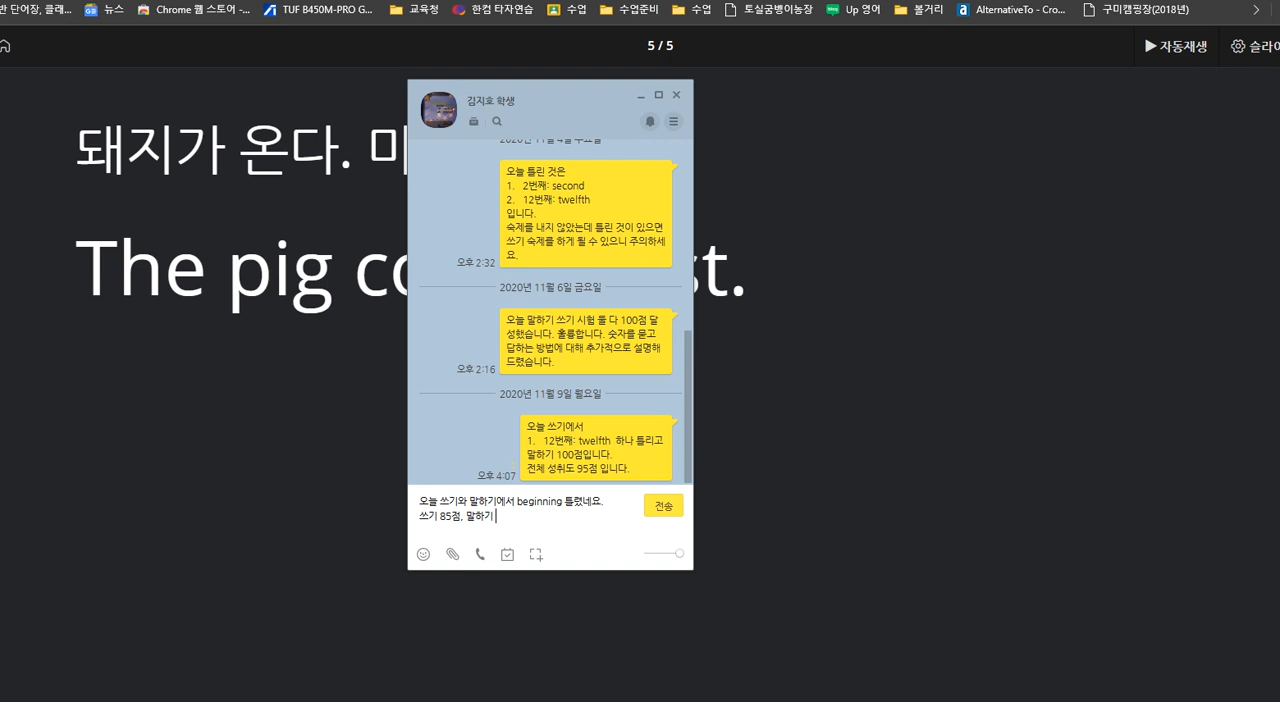 반 단어장, 클래...
뉴스
Chrome 웹 스토어 -...
TUF B450M-PRO G...
교육청
한컴 타자연습
수업
수업준비
수업
토실굼벵이농장
Up 영어
볼거리
AlternativeTo - Cro...
구미캠핑장(2018년)
5 / 5
자동재생
슬라이
돼지가 온다.
The pig
김지호 학생
2020년 11월 4일 수요일
오늘 틀린 것은
1. 2번째: second
2. 12번째: twelfth
입니다.
숙제를 내지 않았는데 틀린 것이 있으면
쓰기 숙제를 하게 될 수 있으니 주의하세
요.
오후 2:32
2020년 11월 6일 금요일
오늘 말하기 쓰기 시험 둘 다 100점 달
성했습니다. 훌륭합니다. 숫자를 묻고
답하는 방법에 대해 추가적으로 설명해
드렸습니다.
오후 2:16
2020년 11월 9일 월요일
오늘 쓰기에서
1. 12번째: twelfth 하나 틀리고
말하기 100점입니다.
전체 성취도 95점 입니다.
오후 4:07
오늘 쓰기와 말하기에서 beginning 틀렸네요.
쓰기 85점, 말하기
전송